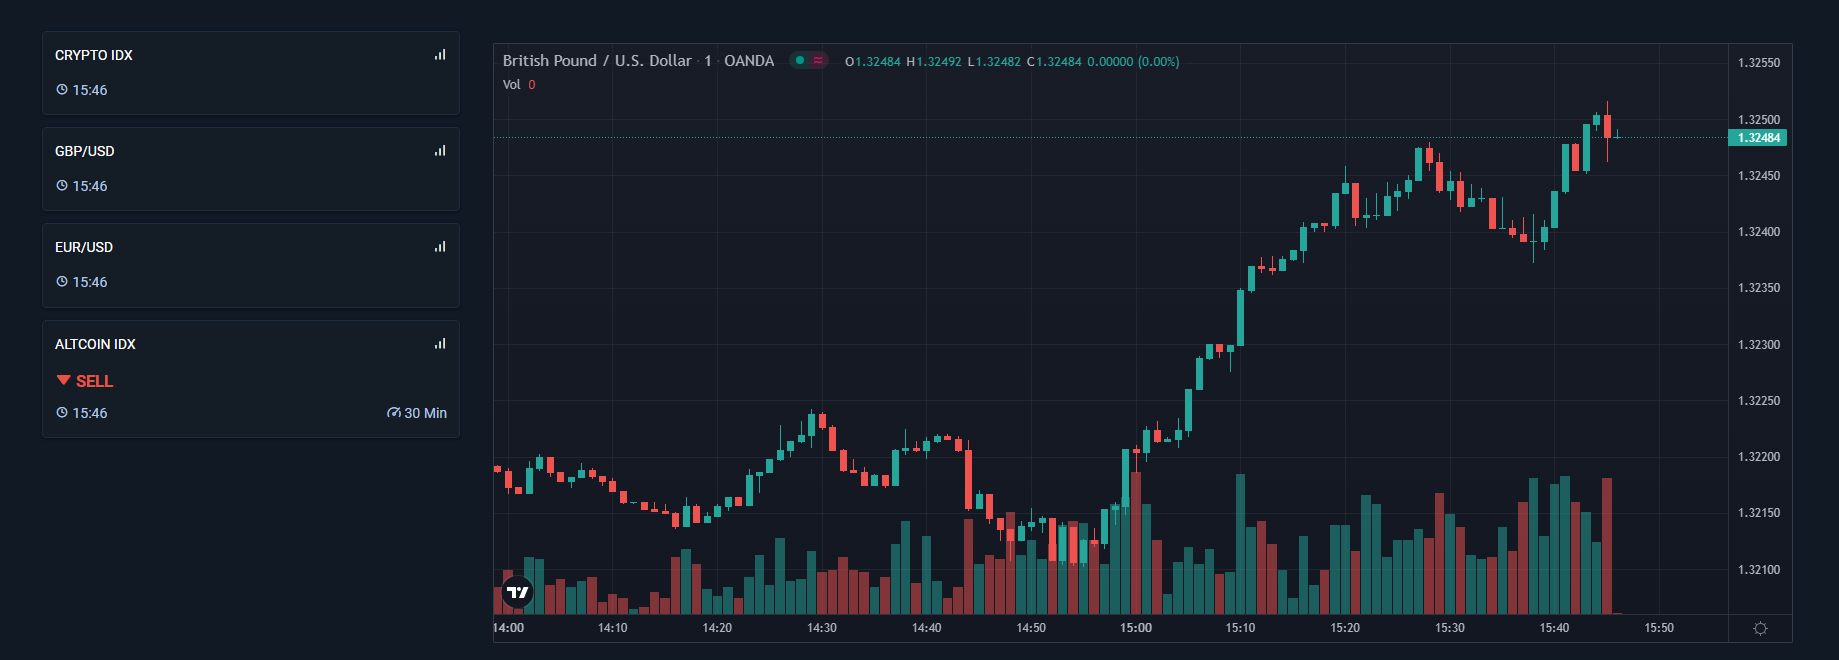 CRYPTO IDX
15:46
GBP/USD
15:46
EUR/USD
15:46
ALTCOIN IDX
SELL
15:46 30 Min
British Pound / U.S. Dollar · 1 · OANDA O1.32484 H1.32492 L1.32482 C1.32484 0.00000 (0.00%)
Vol 0
1.32550
1.32500
1.32484
1.32450
1.32400
1.32350
1.32300
1.32250
1.32200
1.32150
1.32100
14:00 14:10 14:20 14:30 14:40 14:50 15:00 15:10 15:20 15:30 15:40 15:50